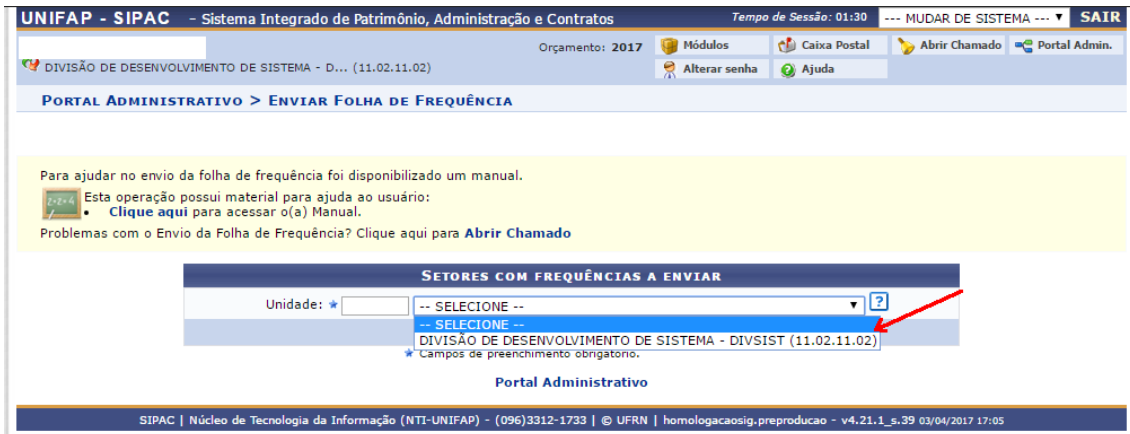 UNIFAP - SIPAC - Sistema Integrado de Patrimônio, Administração e Contratos Tempo de Sessão: 01:30 --- MUDAR DE SISTEMA --- ▼ SAIR
Orçamento: 2017 Módulos Caixa Postal Abrir Chamado Portal Admin.
DIVISÃO DE DESENVOLVIMENTO DE SISTEMA - D... (11.02.11.02) Alterar senha Ajuda
PORTAL ADMINISTRATIVO > ENVIAR FOLHA DE FREQUÊNCIA
Para ajudar no envio da folha de frequência foi disponibilizado um manual.
Esta operação possui material para ajuda ao usuário:
• Clique aqui para acessar o(a) Manual.
Problemas com o Envio da Folha de Frequência? Clique aqui para Abrir Chamado
SETORES COM FREQUÊNCIAS A ENVIAR
Unidade: -- SELECIONE -- ▼ ?
-- SELECIONE --
DIVISÃO DE DESENVOLVIMENTO DE SISTEMA - DIVSIST (11.02.11.02)
Campos de preenchimento obrigatório.
Portal Administrativo
SIPAC | Núcleo de Tecnologia da Informação (NTI-UNIFAP) - (096)3312-1733 | © UFRN | homologacaosig.preproducao - v4.21.1_s.39 03/04/2017 17:05